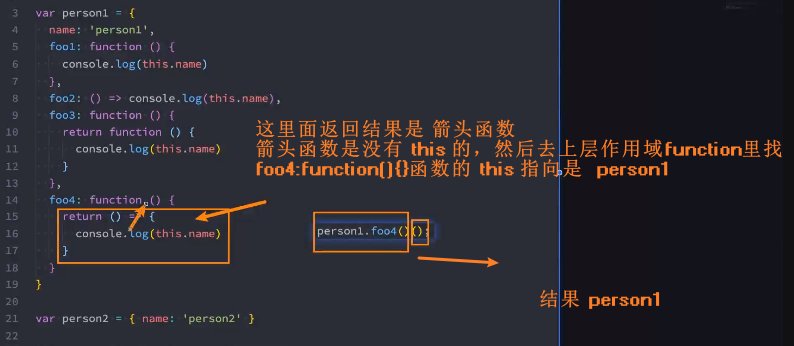 3 var person1 = {
4 name: 'person1',
5 foo1: function () {
6 console.log(this.name)
7 },
8 foo2: () => console.log(this.name),
9 foo3: function () {
10 return function () {
11 console.log(this.name)
12 }
13 },
14 foo4: function () {
15 return () => {
16 console.log(this.name)
17 }
18 }
19 }
20
21 var person2 = { name: 'person2' }
22
这里面返回结果是 箭头函数
箭头函数是没有 this 的，然后去上层作用域function里找
foo4:function(){}函数的 this 指向是 person1
person1.foo4()();
结果 person1